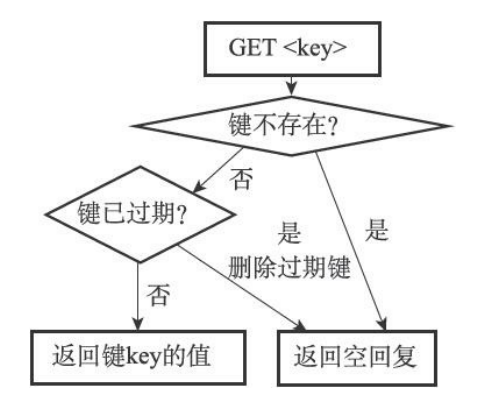 GET <key>
键不存在?
否
键已过期?
是
是
删除过期键
否
返回键key的值
返回空回复